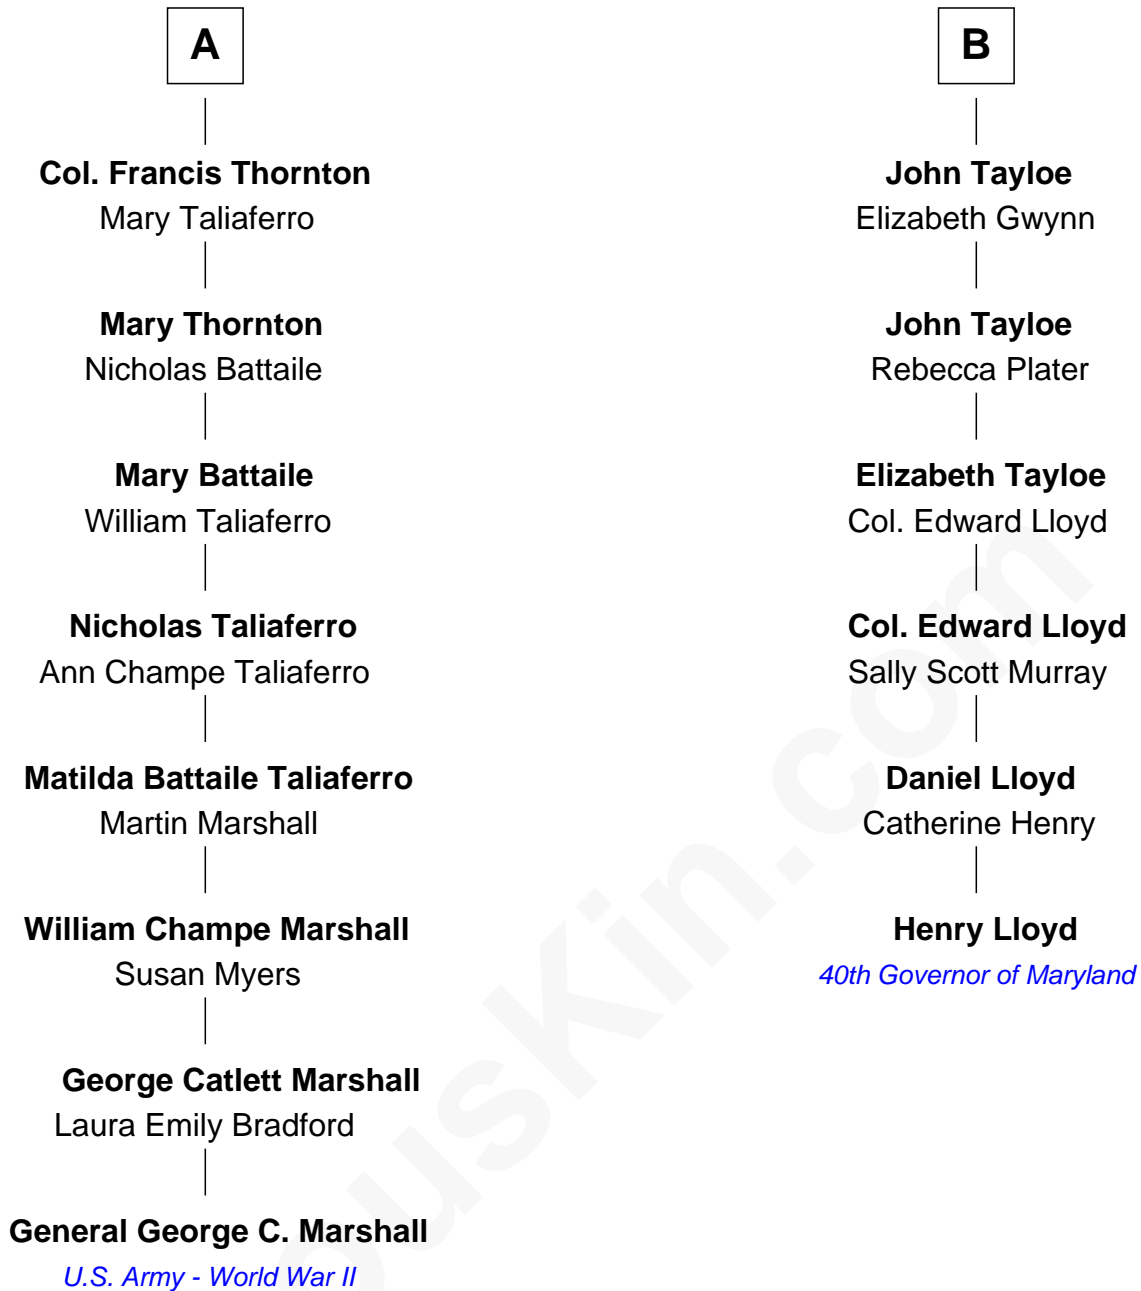 A
Col. Francis Thornton
Mary Taliaferro
Mary Thornton
Nicholas Battaile
Mary Battaile
William Taliaferro
Nicholas Taliaferro
Ann Champe Taliaferro
Matilda Battaile Taliaferro
Martin Marshall
William Champe Marshall
Susan Myers
George Catlett Marshall
Laura Emily Bradford
General George C. Marshall
U.S. Army - World War II
B
John Tayloe
Elizabeth Gwynn
John Tayloe
Rebecca Plater
Elizabeth Tayloe
Col. Edward Lloyd
Col. Edward Lloyd
Sally Scott Murray
Daniel Lloyd
Catherine Henry
Henry Lloyd
40th Governor of Maryland
ousKin.com